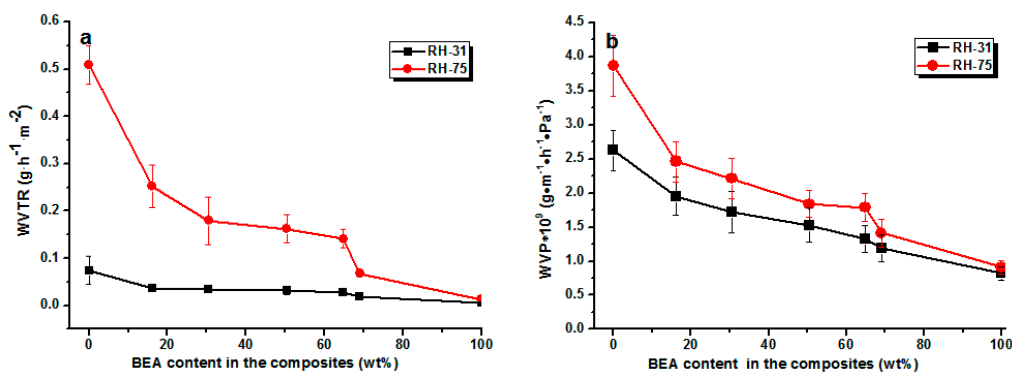 a
RH-31
RH-75
WVTR (g·h⁻¹·m⁻²)
0.6
0.5
0.4
0.3
0.2
0.1
0.0
0 20 40 60 80 100
BEA content in the composites (wt%)
b
RH-31
RH-75
WVP*10⁹ (g•m⁻¹•h⁻¹•Pa⁻¹)
4.5
4.0
3.5
3.0
2.5
2.0
1.5
1.0
0.5
0.0
0 20 40 60 80 100
BEA content in the composites (wt%)